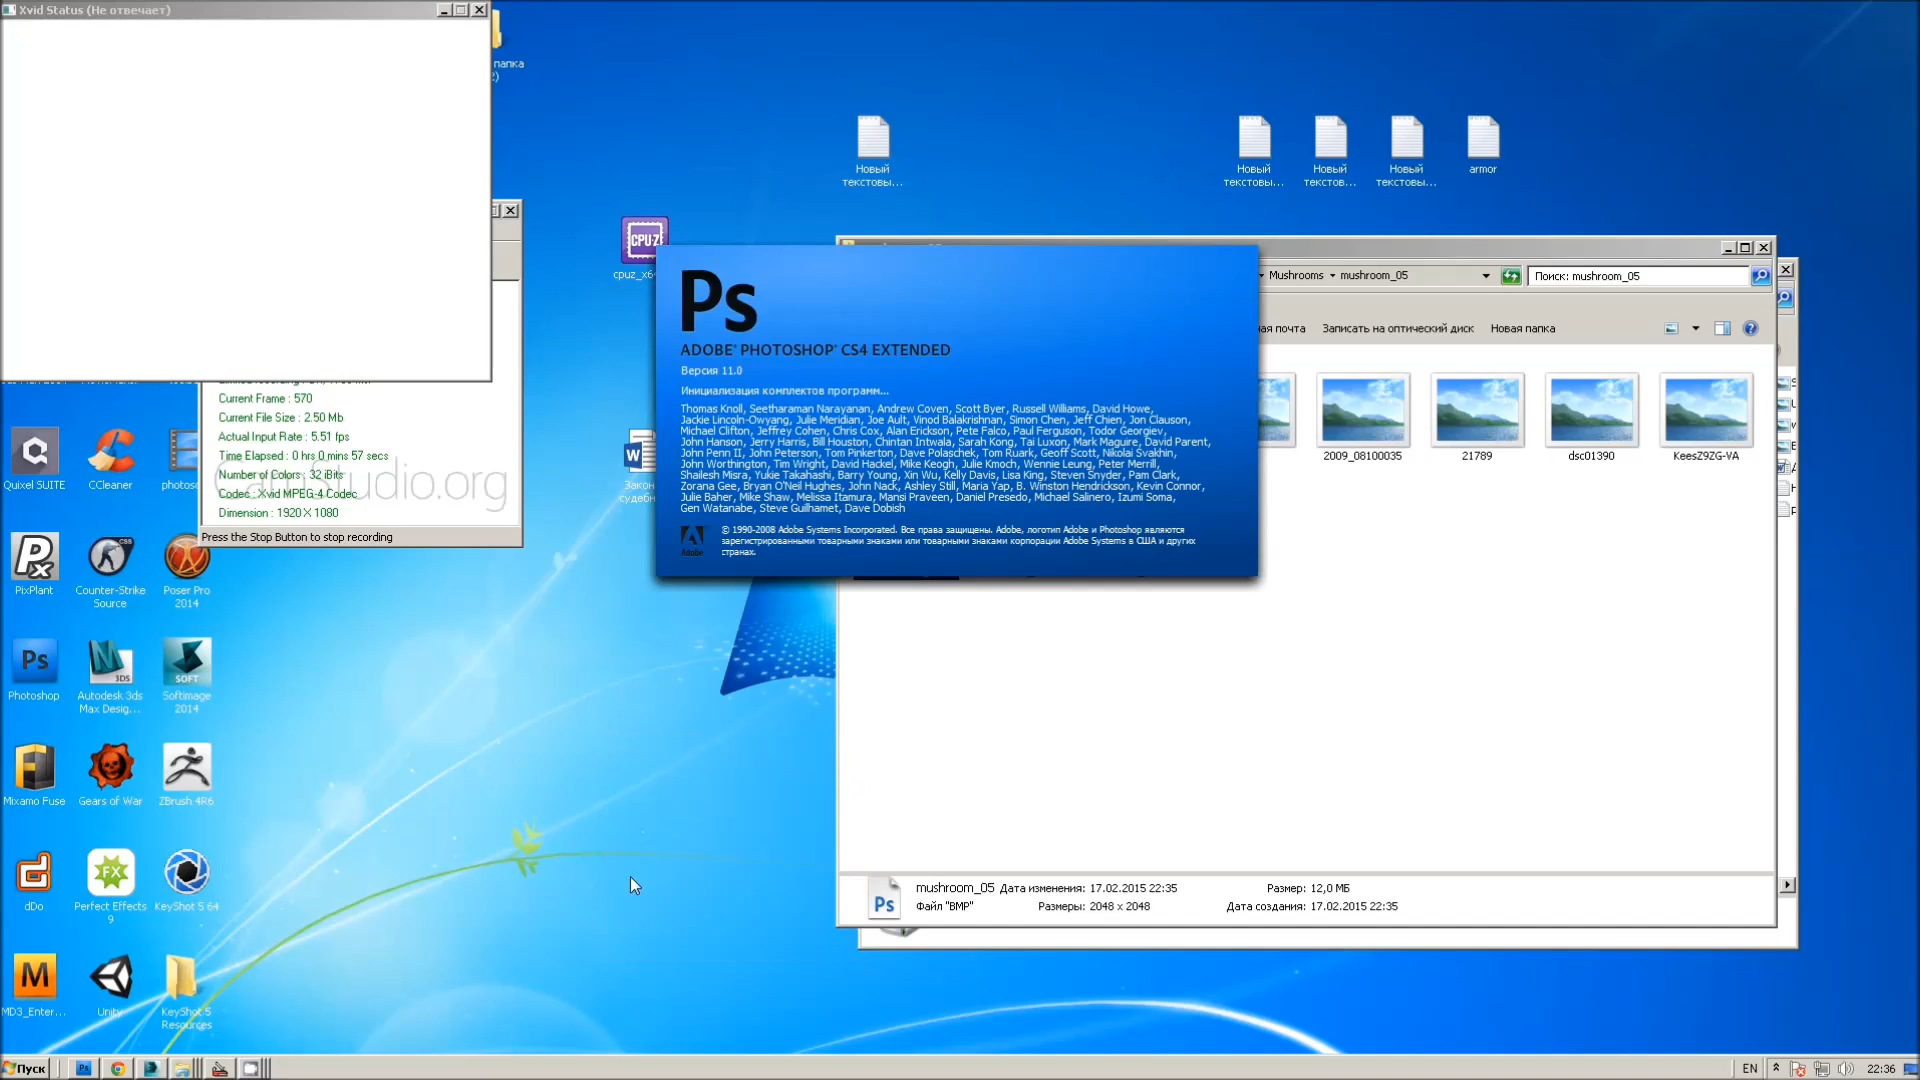 Xvid Status (Не отвечает)
папка
Новый
текстовы...
Новый
текстовы...
Новый
текстов...
Новый
текстовы...
armor
CPU-Z
Mushrooms
mushroom_05
Поиск: mushroom_05
Записать на оптический диск
Новая папка
2009_08100035
21789
dsc01390
KeesZ9ZG-VA
Ps
ADOBE® PHOTOSHOP® CS4 EXTENDED
Версия 11.0
Инициализация комплектов программ...
Thomas Knoll, Seetharaman Narayanan, Andrew Coven, Scott Byer, Russell Williams, David Howe,
Jackie Lincoln-Owyang, Julie Meridian, Joe Ault, Vinod Balakrishnan, Simon Chen, Jeff Chien, Jon Clauson,
Michael Clifton, Jeffrey Cohen, Chris Cox, Alan Erickson, Pete Falco, Paul Ferguson, Todor Georgiev,
John Hanson, Jerry Harris, Bill Houston, Chintan Intwala, Sarah Kong, Tai Luxon, Mark Maguire, David Parent,
John Penn II, John Peterson, Tom Pinkerton, Dave Polaschek, Tom Ruark, Geoff Scott, Nikolai Svakhin,
John Worthington, Tim Wright, David Hackel, Mike Keogh, Julie Kmoch, Wennie Leung, Peter Merrill,
Shailesh Misra, Yukie Takahashi, Barry Young, Xin Wu, Kelly Davis, Lisa King, Steven Snyder, Pam Clark,
Zorana Gee, Bryan O'Neil Hughes, John Nack, Ashley Still, Maria Yap, B. Winston Hendrickson, Kevin Connor,
Julie Baher, Mike Shaw, Melissa Itamura, Mansi Praveen, Daniel Presedo, Michael Salinero, Izumi Soma,
Gen Watanabe, Steve Guilhamet, Dave Dobish
Adobe
© 1990-2008 Adobe Systems Incorporated. Все права защищены. Adobe, логотип Adobe и Photoshop являются
зарегистрированными товарными знаками или товарными знаками корпорации Adobe Systems в США и других
странах.
Current Frame : 570
Current File Size : 2.50 Mb
Actual Input Rate : 5.51 fps
Time Elapsed : 0 hrs 0 mins 57 secs
Number of Colors : 32 iBits
Codec : Xvid MPEG-4 Codec
Dimension : 1920 X 1080
Press the Stop Button to stop recording
CamStudio.org
Quixel SUITE
CCleaner
PixPlant
Counter-Strike
Source
Poser Pro
2014
Photoshop
Autodesk 3ds
Max Desig...
Softimage
2014
Mixamo Fuse
Gears of War
ZBrush 4R6
dDo
Perfect Effects
9
KeyShot 5 64
MD3_Enter...
Unity
KeyShot 5
Resources
mushroom_05 Дата изменения: 17.02.2015 22:35
Размер: 12,0 МБ
Файл "BMP"
Размеры: 2048 x 2048
Дата создания: 17.02.2015 22:35
Пуск
EN
22:36